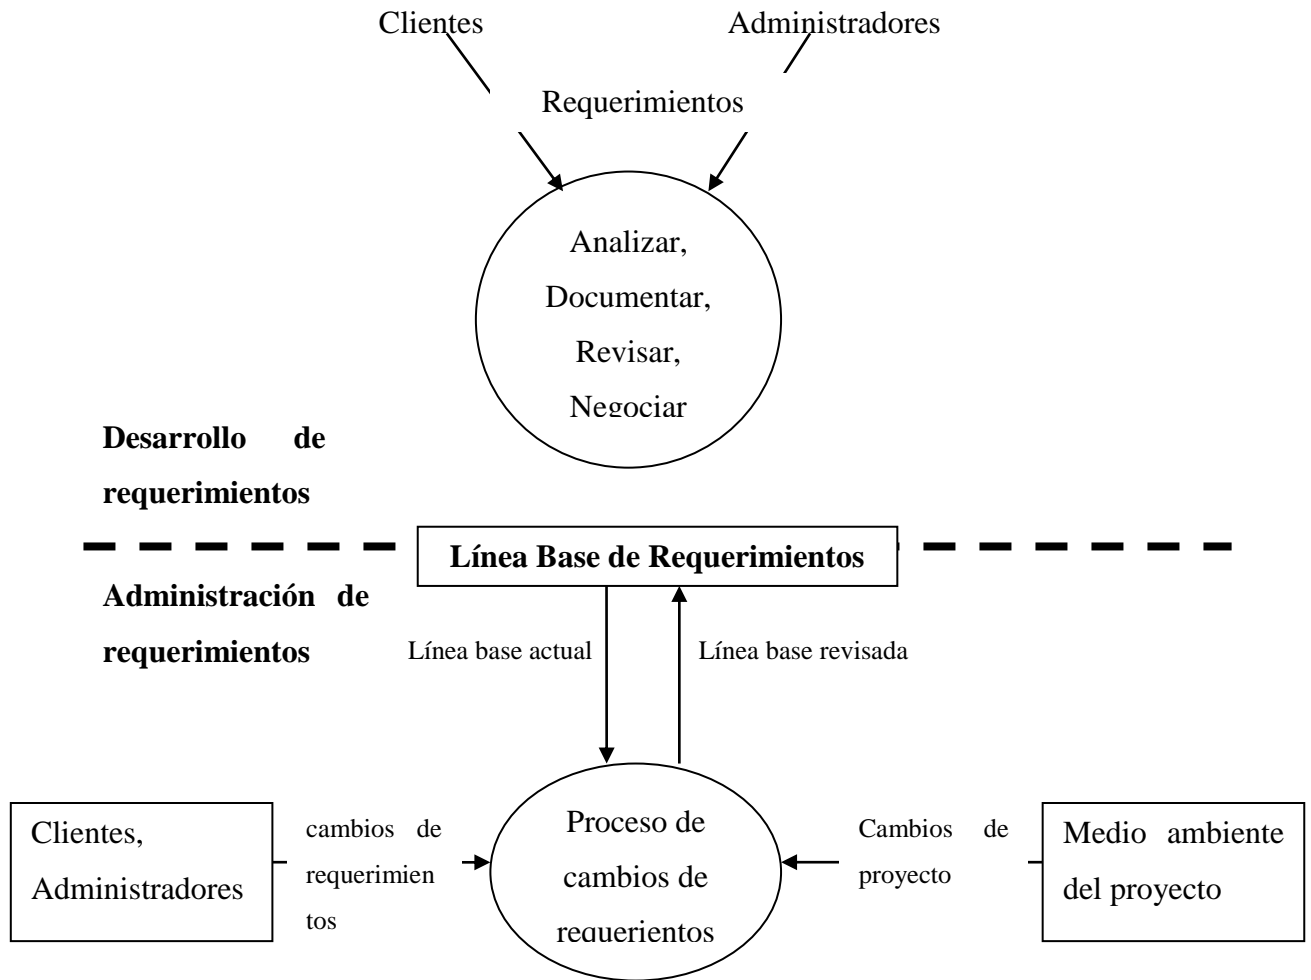 Clientes
Administradores
Requerimientos
Analizar,
Documentar,
Revisar,
Negociar
Desarrollo de
requerimientos
Línea Base de Requerimientos
Administración de
requerimientos
Línea base actual
Línea base revisada
Clientes,
Administradores
cambios de
requerimien
tos
Proceso de
cambios de
requerientos
Cambios de
proyecto
Medio ambiente
del proyecto